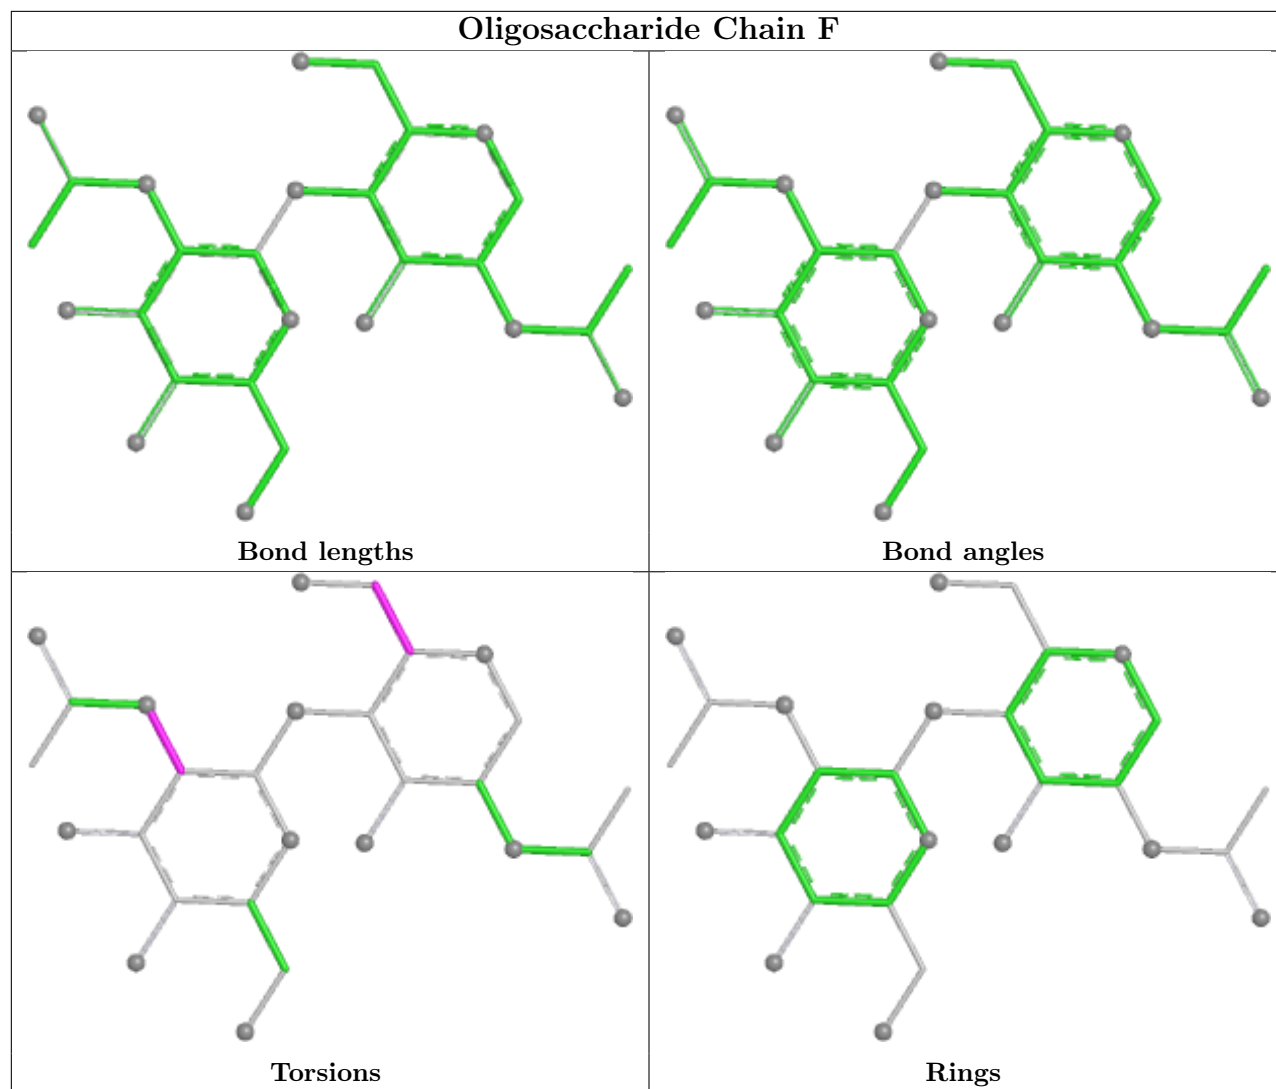 Oligosaccharide Chain F
Bond lengths
Bond angles
Torsions
Rings